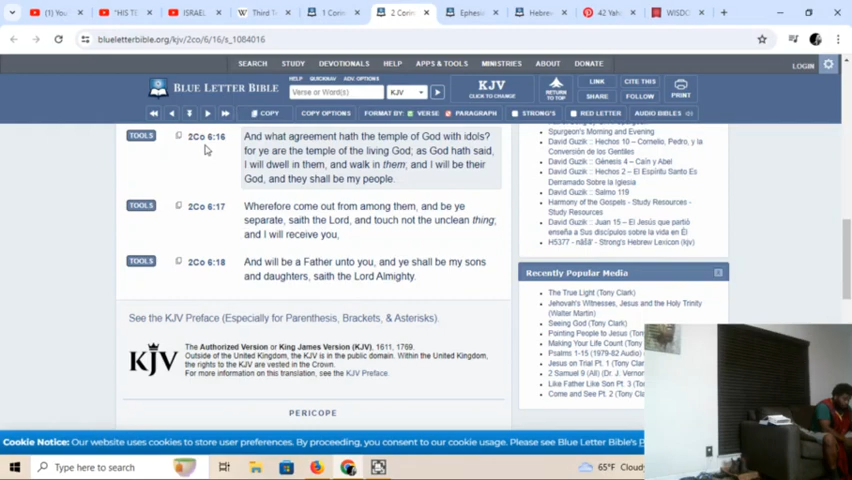 (1) You
"HIS TE
ISRAEL
Third T
1 Corin
2 Corin
Ephesi
Hebrew
42 Yah
WISDO
blueletterbible.org/kjv/2co/6/16/s_1084016
SEARCH STUDY DEVOTIONALS HELP APPS & TOOLS MINISTRIES ABOUT DONATE
LOGIN
BLUE LETTER BIBLE
HELP QUICKNAV ADV. OPTIONS
Verse or Word(s)
KJV
KJV
CLICK TO CHANGE
RETURN
TO TOP
LINK
SHARE
CITE THIS
FOLLOW
PRINT
COPY COPY OPTIONS FORMAT BY: VERSE PARAGRAPH STRONG'S RED LETTER AUDIO BIBLES
TOOLS 2Co 6:16 And what agreement hath the temple of God with idols?
for ye are the temple of the living God; as God hath said,
I will dwell in them, and walk in them; and I will be their
God, and they shall be my people.
TOOLS 2Co 6:17 Wherefore come out from among them, and be ye
separate, saith the Lord, and touch not the unclean thing;
and I will receive you,
TOOLS 2Co 6:18 And will be a Father unto you, and ye shall be my sons
and daughters, saith the Lord Almighty.
See the KJV Preface (Especially for Parenthesis, Brackets, & Asterisks).
KJV
The Authorized Version or King James Version (KJV), 1611, 1769.
Outside of the United Kingdom, the KJV is in the public domain. Within the United Kingdom,
the rights to the KJV are vested in the Crown.
For more information on this translation, see the KJV Preface.
PERICOPE
Spurgeon's Morning and Evening
David Guzik :: Hechos 10 – Cornelio, Pedro, y la
Conversión de los Gentiles
David Guzik :: Génesis 4 – Caín y Abel
David Guzik :: Hechos 2 – El Espíritu Santo Es
Derramado Sobre la Iglesia
David Guzik :: Salmo 119
Harmony of the Gospels - Study Resources -
Study Resources
David Guzik :: Juan 15 – El Jesús que partió
enseña a Sus discípulos sobre la vida en Él
H5377 - nāšā' - Strong's Hebrew Lexicon (kjv)
Recently Popular Media
The True Light (Tony Clark)
Jehovah's Witnesses, Jesus and the Holy Trinity
(Walter Martin)
Seeing God (Tony Clark)
Pointing People to Jesus (Tony
Making Your Life Count (Tony
Psalms 1-15 (1979-82 Audio) (
Jesus on Trial Pt. 1 (Tony Clark
2 Samuel 9 (All) (Dr. J. Vernon
Like Father Like Son Pt. 3 (Ton
Come and See Pt. 2 (Tony Clar
Cookie Notice: Our website uses cookies to store user preferences. By proceeding, you consent to our cookie usage. Please see Blue Letter Bible's
Type here to search
65°F Cloudy